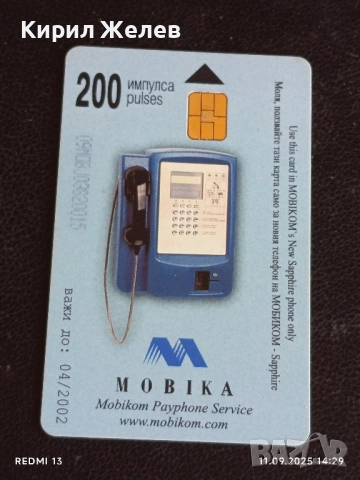 Кирил Желев
200 импулса
pulses
Use this card in MOBIKOM's New Sapphire phone only
Моля, ползвайте тази карта само за новия телефон на МОБИКОМ - Sapphire
важи до: 04/2002
MOBIKA
Mobikom Payphone Service
www.mobikom.com
REDMI 13
11.09.2025 14:29
bazar